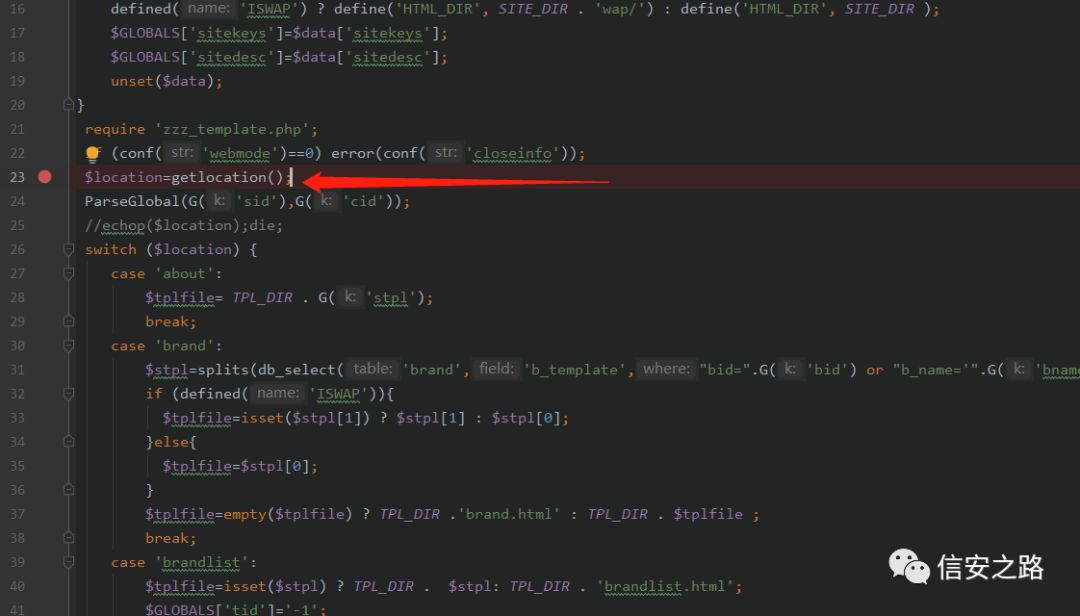 16 defined( name: 'ISWAP') ? define('HTML_DIR', SITE_DIR . 'wap/') : define('HTML_DIR', SITE_DIR );
17 $GLOBALS['sitekeys']=$data['sitekeys'];
18 $GLOBALS['sitedesc']=$data['sitedesc'];
19 unset($data);
20 }
21 require 'zzz_template.php';
22 (conf( str: 'webmode')==0) error(conf( str: 'closeinfo'));
23 $location=getlocation();
24 ParseGlobal(G( k: 'sid'),G( k: 'cid'));
25 //echop($location);die;
26 switch ($location) {
27 case 'about':
28 $tplfile= TPL_DIR . G( k: 'stpl');
29 break;
30 case 'brand':
31 $stpl=splits(db_select( table: 'brand', field: 'b_template', where: "bid=".G( k: 'bid') or "b_name='".G( k: 'bname
32 if (defined( name: 'ISWAP')){
33 $tplfile=isset($stpl[1]) ? $stpl[1] : $stpl[0];
34 }else{
35 $tplfile=$stpl[0];
36 }
37 $tplfile=empty($tplfile) ? TPL_DIR .'brand.html' : TPL_DIR . $tplfile ;
38 break;
39 case 'brandlist':
40 $tplfile=isset($stpl) ? TPL_DIR . $stpl: TPL_DIR . 'brandlist.html';
41 $GLOBALS['tid']='-1';
信安之路